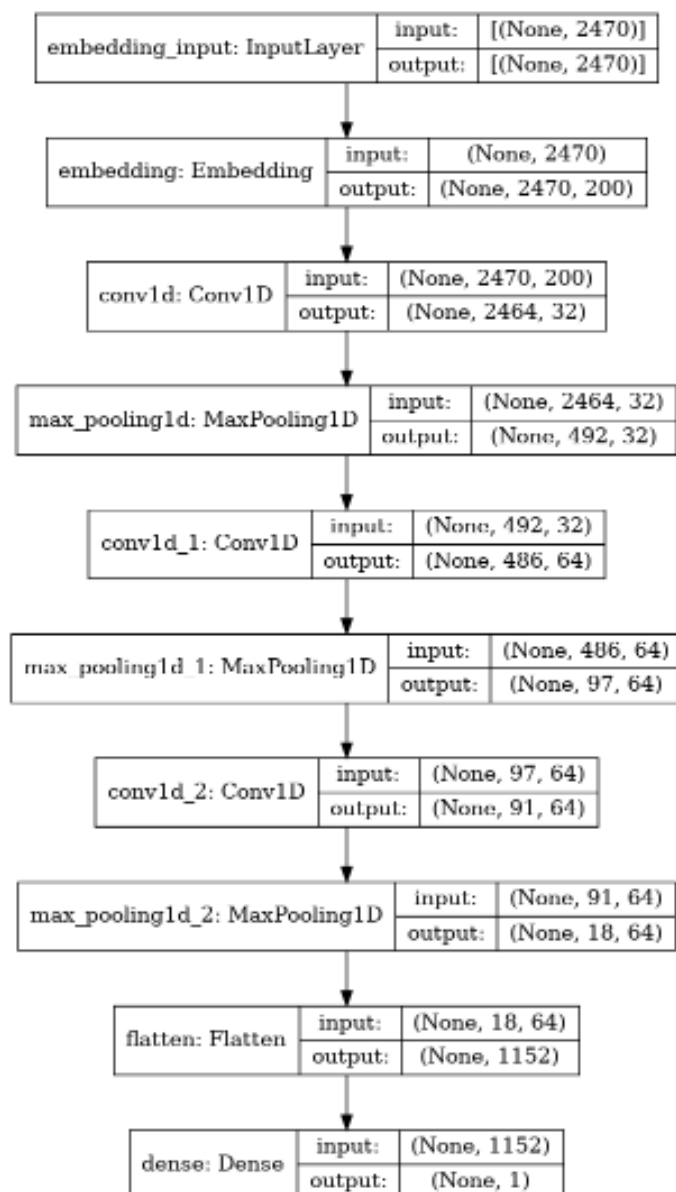 embedding_input: InputLayer
input: [(None, 2470)]
output: [(None, 2470)]
embedding: Embedding
input: (None, 2470)
output: (None, 2470, 200)
conv1d: Conv1D
input: (None, 2470, 200)
output: (None, 2464, 32)
max_pooling1d: MaxPooling1D
input: (None, 2464, 32)
output: (None, 492, 32)
conv1d_1: Conv1D
input: (None, 492, 32)
output: (None, 486, 64)
max_pooling1d_1: MaxPooling1D
input: (None, 486, 64)
output: (None, 97, 64)
conv1d_2: Conv1D
input: (None, 97, 64)
output: (None, 91, 64)
max_pooling1d_2: MaxPooling1D
input: (None, 91, 64)
output: (None, 18, 64)
flatten: Flatten
input: (None, 18, 64)
output: (None, 1152)
dense: Dense
input: (None, 1152)
output: (None, 1)